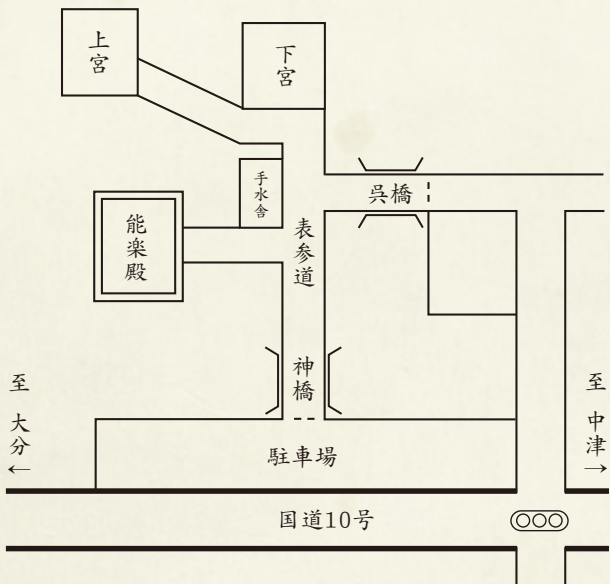 上宮
下宮
手水舎
呉橋
能楽殿
表参道
神橋
至 大分 ←
至 中津 →
駐車場
国道10号